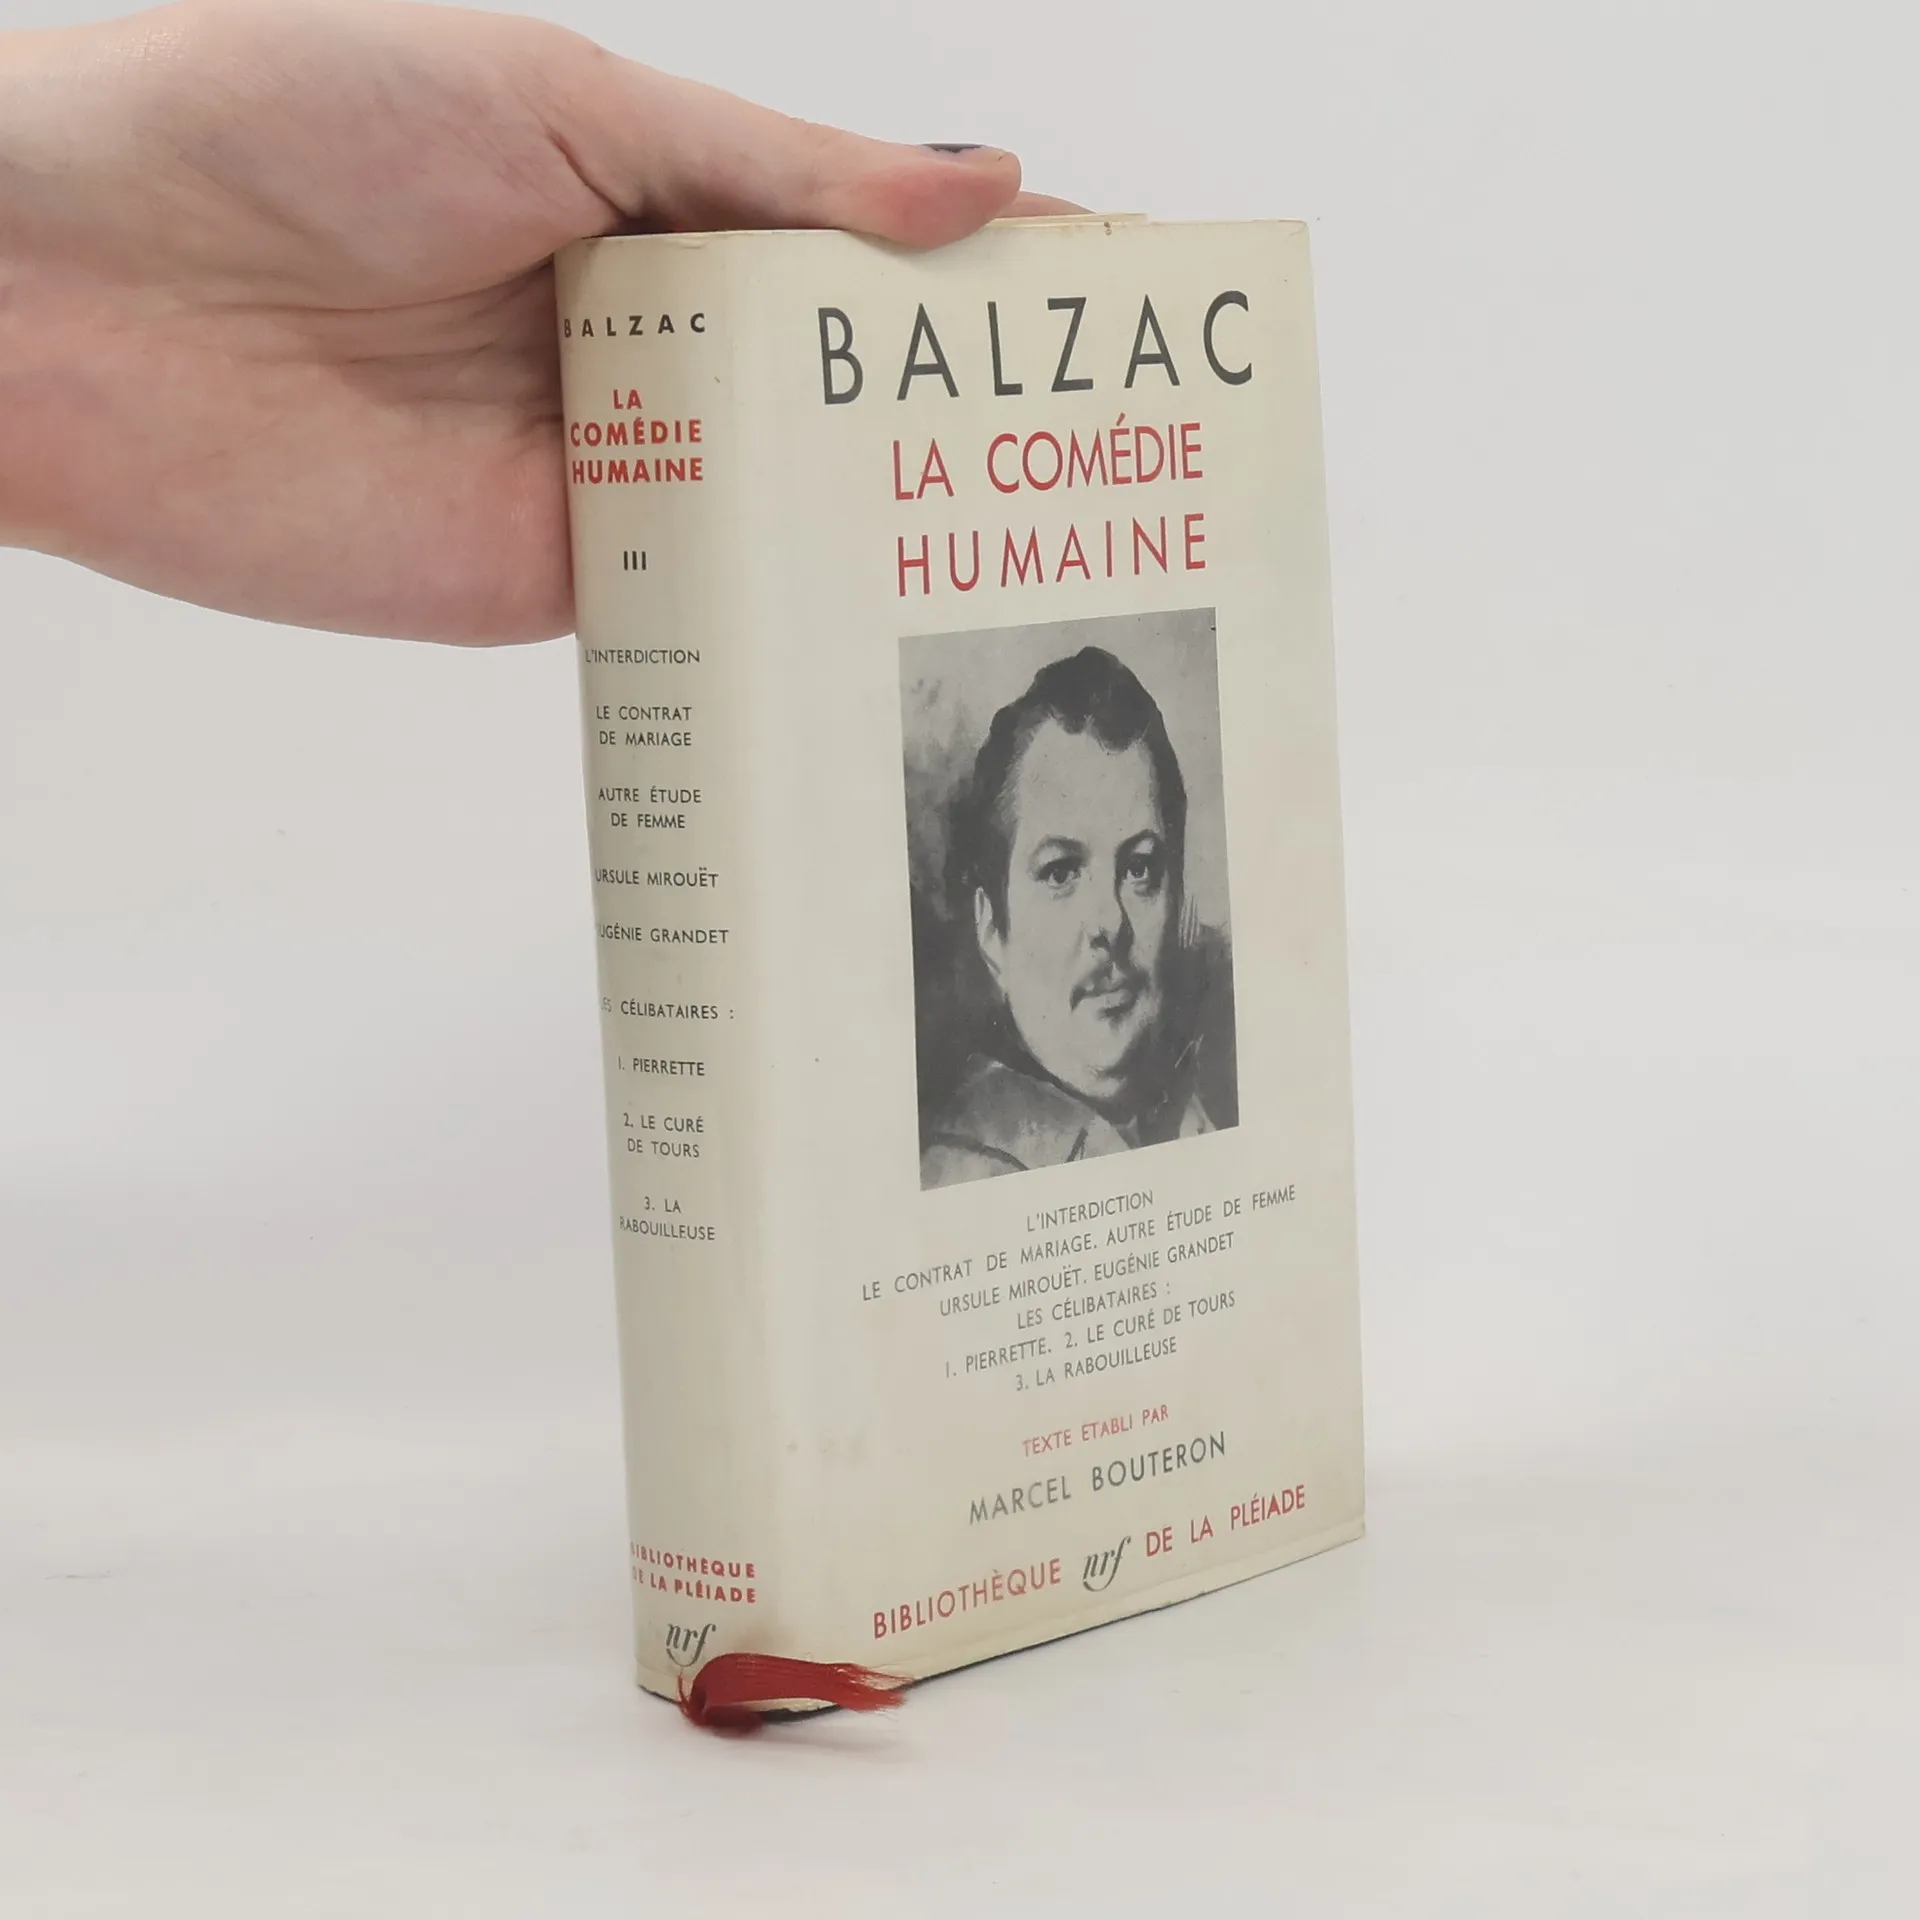 BALZAC
LA
COMÉDIE
HUMAINE
III
L'INTERDICTION
LE CONTRAT
DE MARIAGE
AUTRE ÉTUDE
DE FEMME
URSULE MIROUËT
EUGÉNIE GRANDET
LES CÉLIBATAIRES :
1. PIERRETTE
2. LE CURÉ
DE TOURS
3. LA
RABOUILLEUSE
BIBLIOTHÈQUE
DE LA PLÉIADE
nrf
BALZAC
LA COMÉDIE
HUMAINE
L'INTERDICTION
LE CONTRAT DE MARIAGE. AUTRE ÉTUDE DE FEMME
URSULE MIROUËT. EUGÉNIE GRANDET
LES CÉLIBATAIRES :
1. PIERRETTE. 2. LE CURÉ DE TOURS
3. LA RABOUILLEUSE
TEXTE ETABLI PAR
MARCEL BOUTERON
BIBLIOTHÈQUE nrf DE LA PLÉIADE